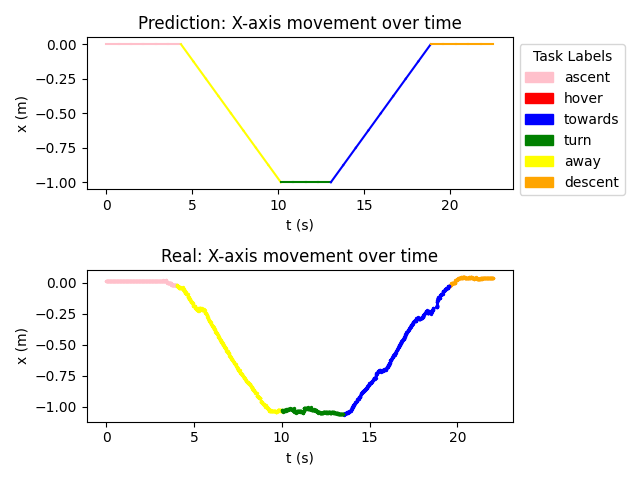 Prediction: X-axis movement over time
0.00
−0.25
−0.50
−0.75
−1.00
x (m)
0 5 10 15 20
t (s)
Task Labels
ascent
hover
towards
turn
away
descent
Real: X-axis movement over time
0.00
−0.25
−0.50
−0.75
−1.00
x (m)
0 5 10 15 20
t (s)